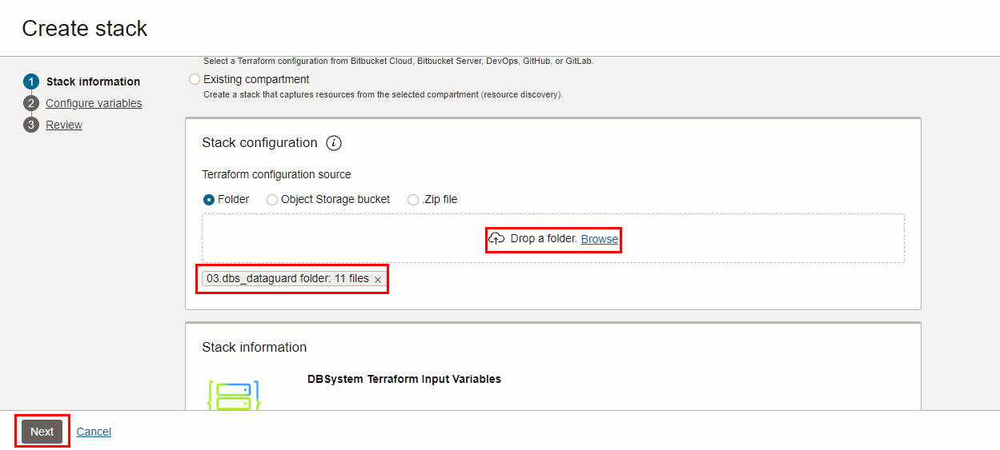 Create stack
1 Stack information
2 Configure variables
3 Review
Select a Terraform configuration from Bitbucket Cloud, Bitbucket Server, DevOps, GitHub, or GitLab.
Existing compartment
Create a stack that captures resources from the selected compartment (resource discovery).
Stack configuration i
Terraform configuration source
Folder Object Storage bucket .Zip file
Drop a folder. Browse
03.dbs_dataguard folder: 11 files ×
Stack information
DBSystem Terraform Input Variables
Next Cancel